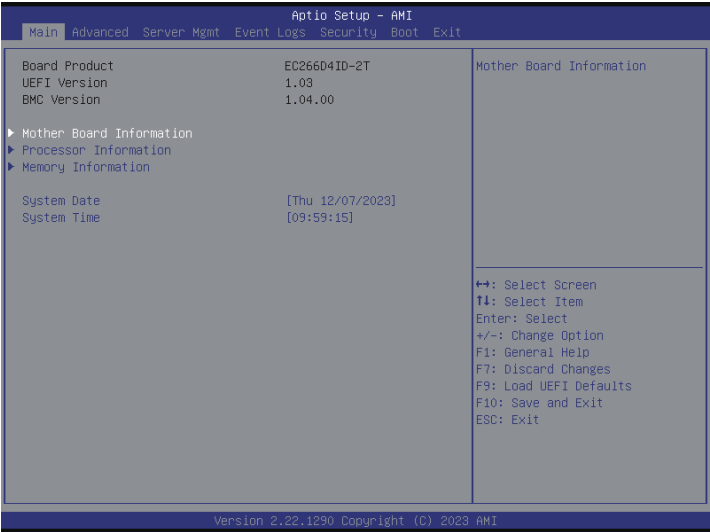 Aptio Setup - AMI
Main Advanced Server Mgmt Event Logs Security Boot Exit
Board Product EC266D4ID-2T
UEFI Version 1.03
BMC Version 1.04.00
Mother Board Information
Processor Information
Memory Information
System Date [Thu 12/07/2023]
System Time [09:59:15]
Mother Board Information
↔: Select Screen
↑↓: Select Item
Enter: Select
+/-: Change Option
F1: General Help
F7: Discard Changes
F9: Load UEFI Defaults
F10: Save and Exit
ESC: Exit
Version 2.22.1290 Copyright (C) 2023 AMI